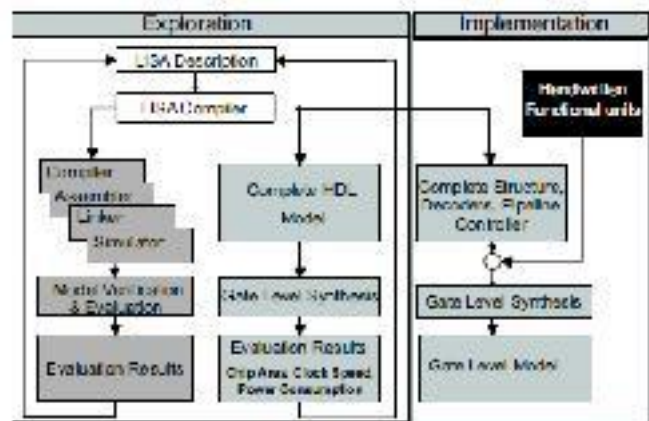 Exploration
Implementation
LISA Description
LISA Compiler
Handwritten
Functional units
Compiler
Assembler
Linker
Simulator
Complete HDL
Model
Complete Structure,
Decoders, Pipeline
Controller
Model Verification
& Evaluation
Gate Level Synthesis
Gate Level Synthesis
Evaluation Results
Evaluation Results
Chip Area, Clock Speed,
Power Consumption
Gate Level Model